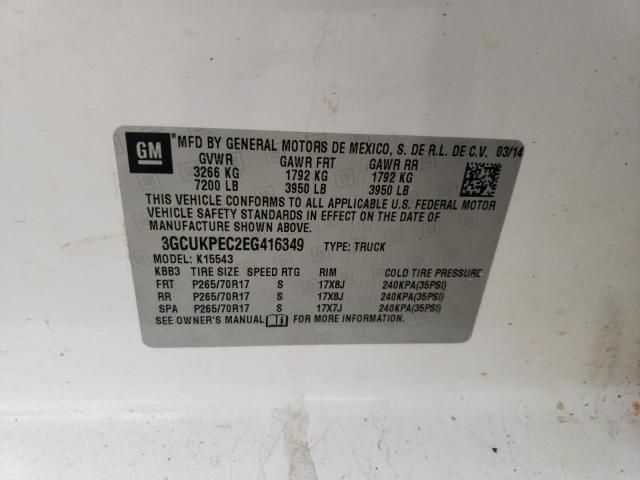 GM MFD BY GENERAL MOTORS DE MEXICO, S. DE R.L. DE C.V. 03/14
GVWR GAWR FRT GAWR RR
3266 KG 1792 KG 1792 KG
7200 LB 3950 LB 3950 LB
THIS VEHICLE CONFORMS TO ALL APPLICABLE U.S. FEDERAL MOTOR
VEHICLE SAFETY STANDARDS IN EFFECT ON THE DATE OF
MANUFACTURE SHOWN ABOVE.
3GCUKPEC2EG416349 TYPE: TRUCK
MODEL: K15543
KBB3 TIRE SIZE SPEED RTG RIM COLD TIRE PRESSURE
FRT P265/70R17 S 17X8J 240KPA(35PSI)
RR P265/70R17 S 17X8J 240KPA(35PSI)
SPA P265/70R17 S 17X7J 240KPA(35PSI)
SEE OWNER'S MANUAL FOR MORE INFORMATION.